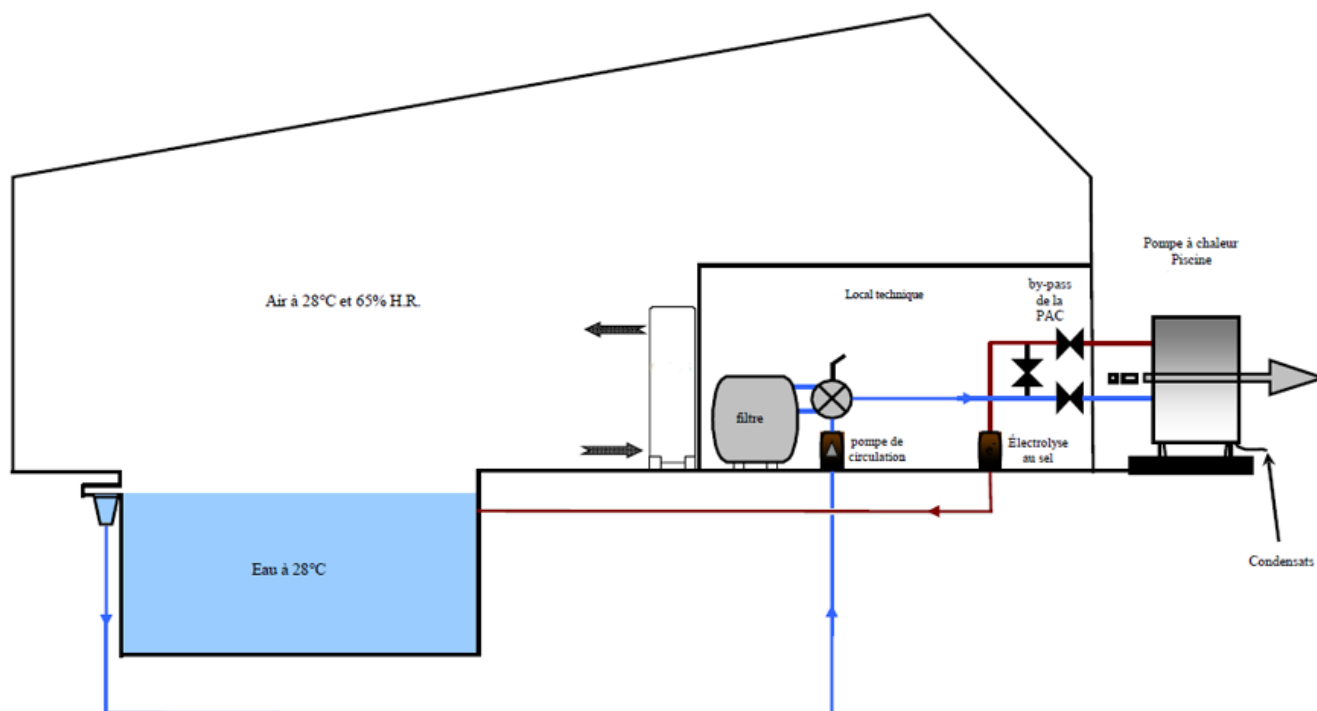 Pompe à chaleur
Piscine
by-pass
de la
PAC
Local technique
Air à 28°C et 65% H.R.
filtre
pompe de
circulation
Électrolyse
au sel
Eau à 28°C
Condensats